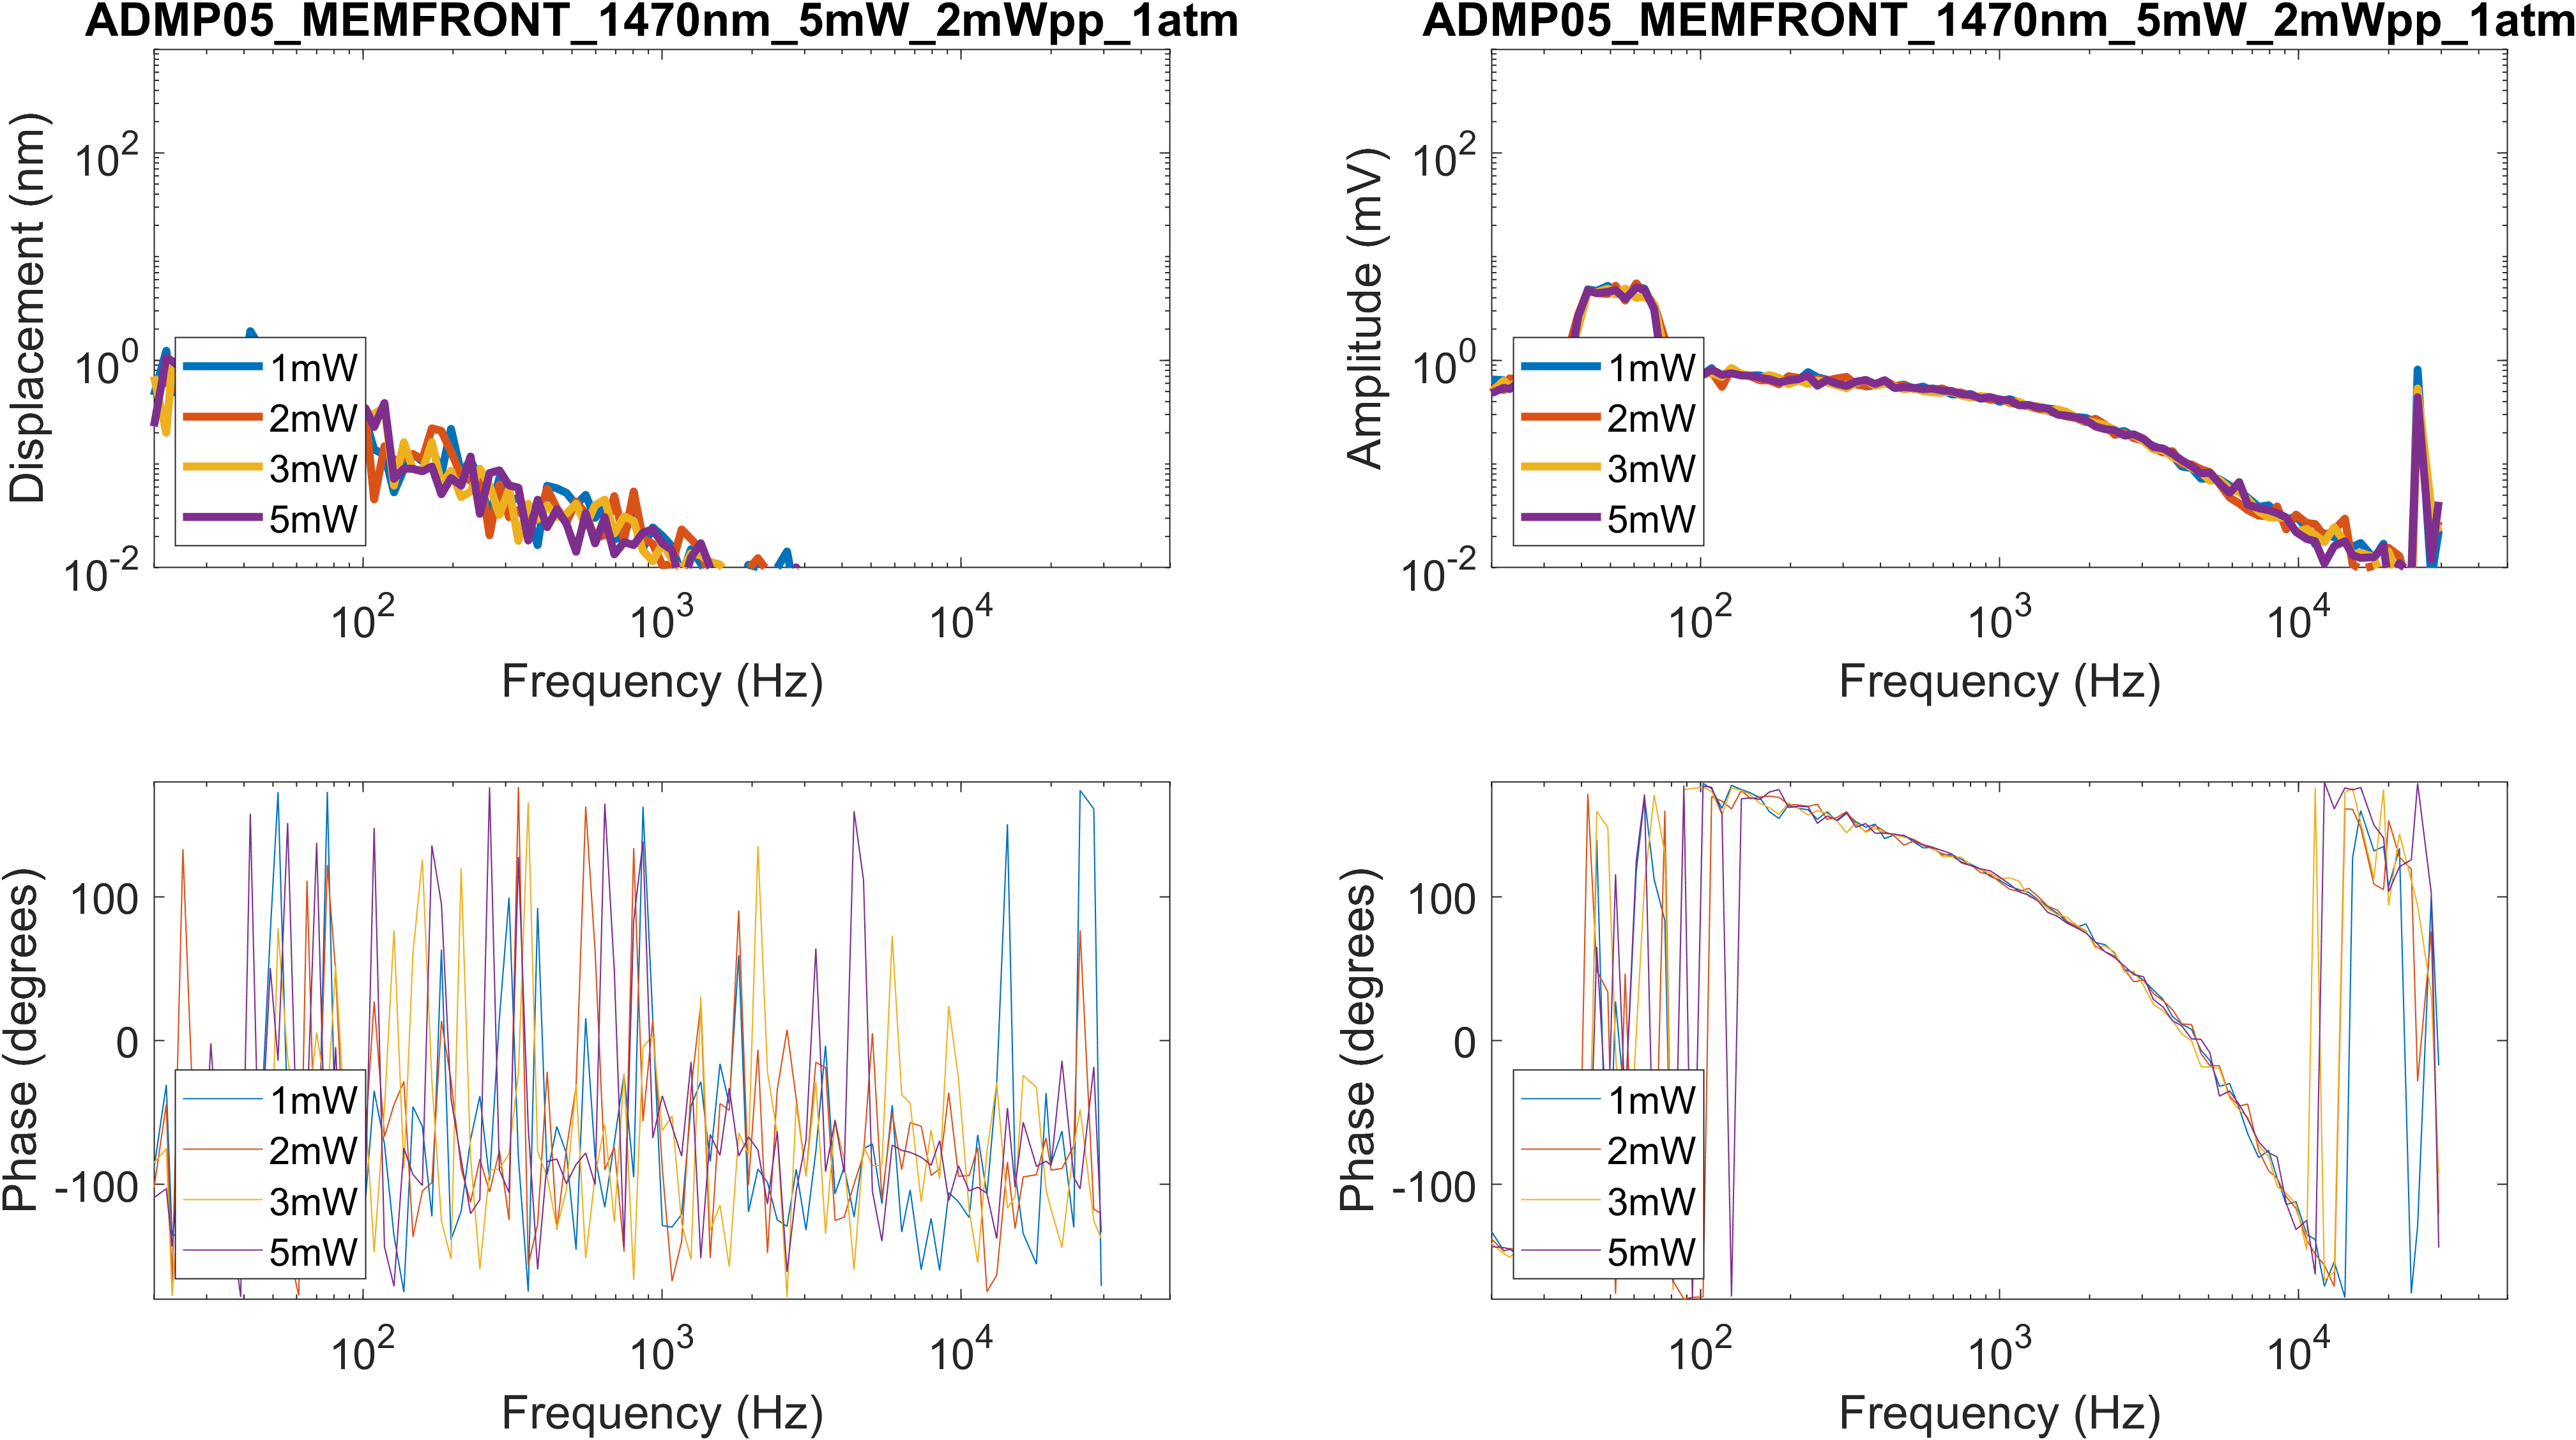 ADMP05_MEMFRONT_1470nm_5mW_2mWpp_1atm
Displacement (nm)
10^2
10^0
10^-2
1mW
2mW
3mW
5mW
10^2
10^3
10^4
Frequency (Hz)
ADMP05_MEMFRONT_1470nm_5mW_2mWpp_1atm
Amplitude (mV)
10^2
10^0
10^-2
1mW
2mW
3mW
5mW
10^2
10^3
10^4
Frequency (Hz)
Phase (degrees)
100
0
-100
1mW
2mW
3mW
5mW
10^2
10^3
10^4
Frequency (Hz)
Phase (degrees)
100
0
-100
1mW
2mW
3mW
5mW
10^2
10^3
10^4
Frequency (Hz)